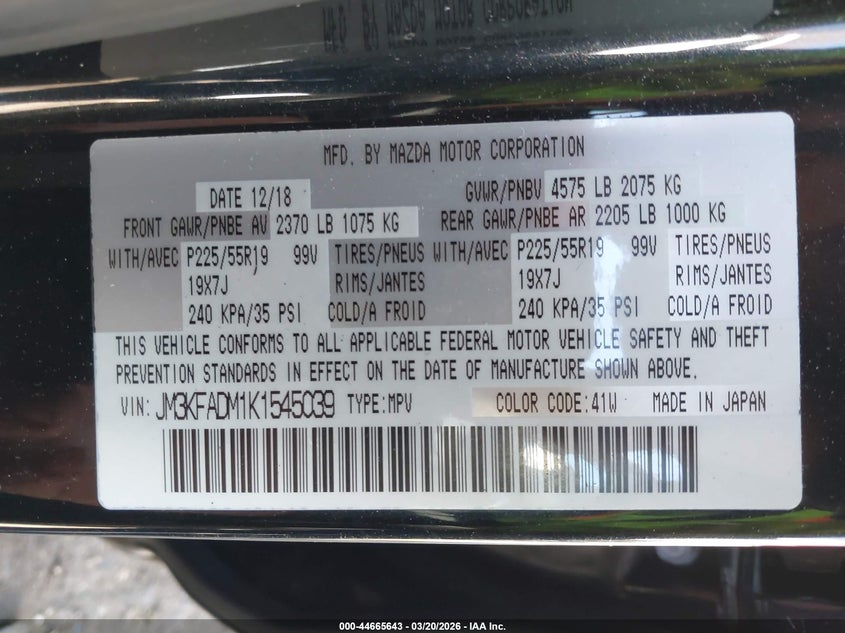 MFD. BY MAZDA MOTOR CORPORATION
DATE 12/18 GVWR/PNBV 4575 LB 2075 KG
FRONT GAWR/PNBE AV 2370 LB 1075 KG REAR GAWR/PNBE AR 2205 LB 1000 KG
WITH/AVEC P225/55R19 99V TIRES/PNEUS WITH/AVEC P225/55R19 99V TIRES/PNEUS
19X7J RIMS/JANTES 19X7J RIMS/JANTES
240 KPA/35 PSI COLD/A FROID 240 KPA/35 PSI COLD/A FROID
THIS VEHICLE CONFORMS TO ALL APPLICABLE FEDERAL MOTOR VEHICLE SAFETY AND THEFT
PREVENTION STANDARDS IN EFFECT ON THE DATE OF MANUFACTURE SHOWN ABOVE.
VIN: JM3KFADM1K1545039 TYPE:MPV COLOR CODE:41W MADE IN JAPAN
000-44665643 - 03/20/2026 - IAA Inc.